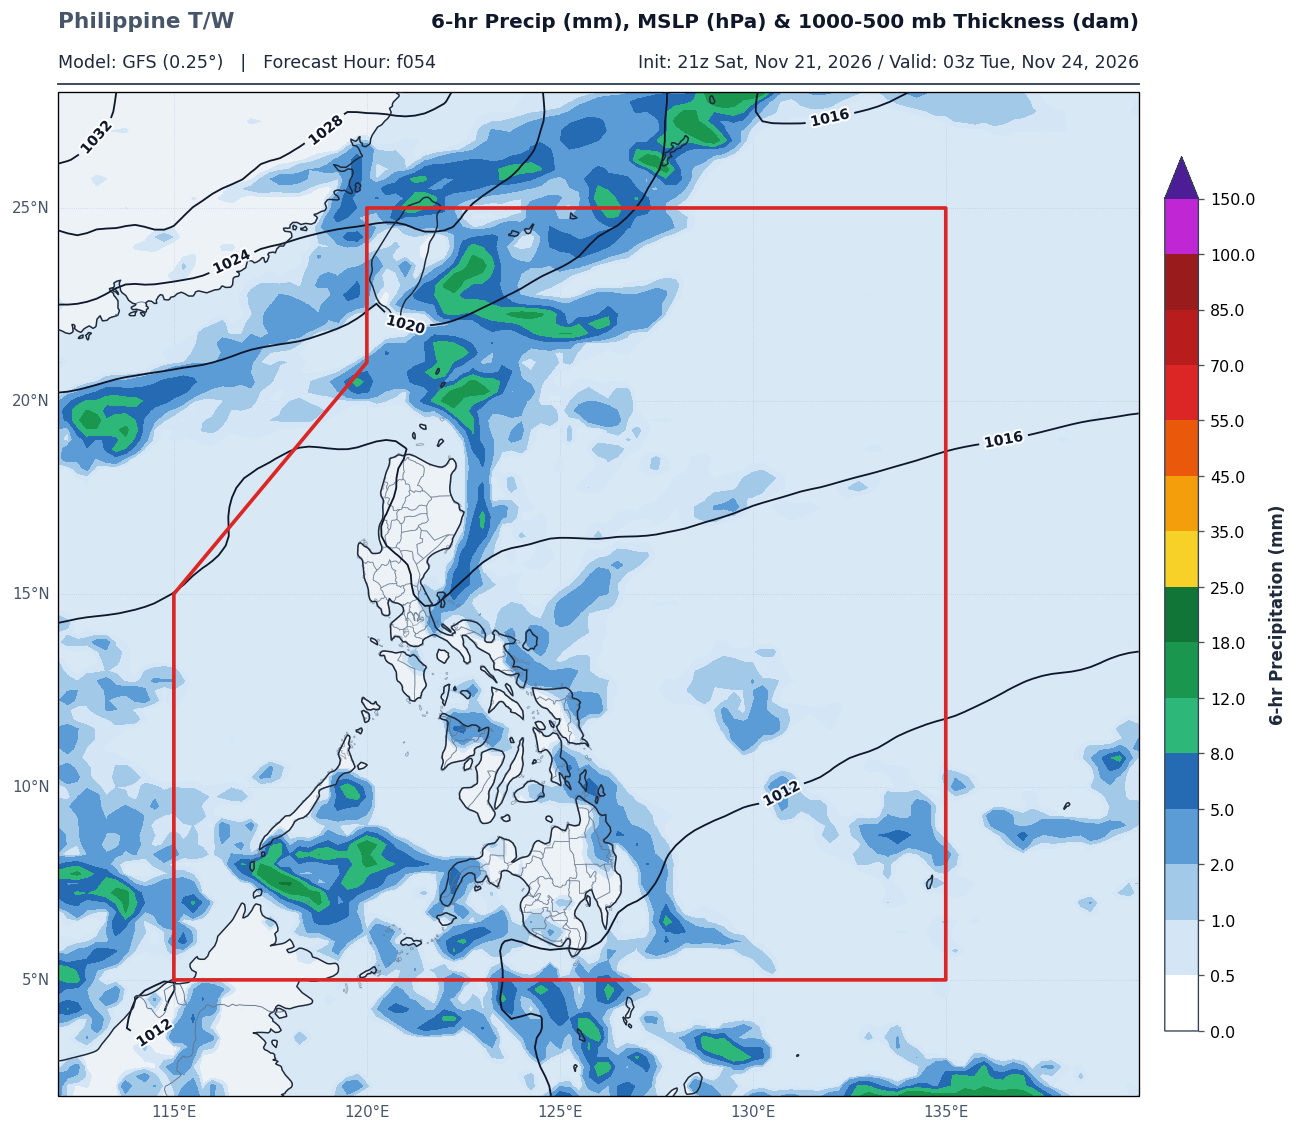 Philippine T/W
6-hr Precip (mm), MSLP (hPa) & 1000-500 mb Thickness (dam)
Model: GFS (0.25°) | Forecast Hour: f054
Init: 21z Sat, Nov 21, 2026 / Valid: 03z Tue, Nov 24, 2026
1032
1028
1016
1024
1020
1016
1012
1012
25°N
20°N
15°N
10°N
5°N
115°E
120°E
125°E
130°E
135°E
150.0
100.0
85.0
70.0
55.0
45.0
35.0
25.0
18.0
12.0
8.0
5.0
2.0
1.0
0.5
0.0
6-hr Precipitation (mm)